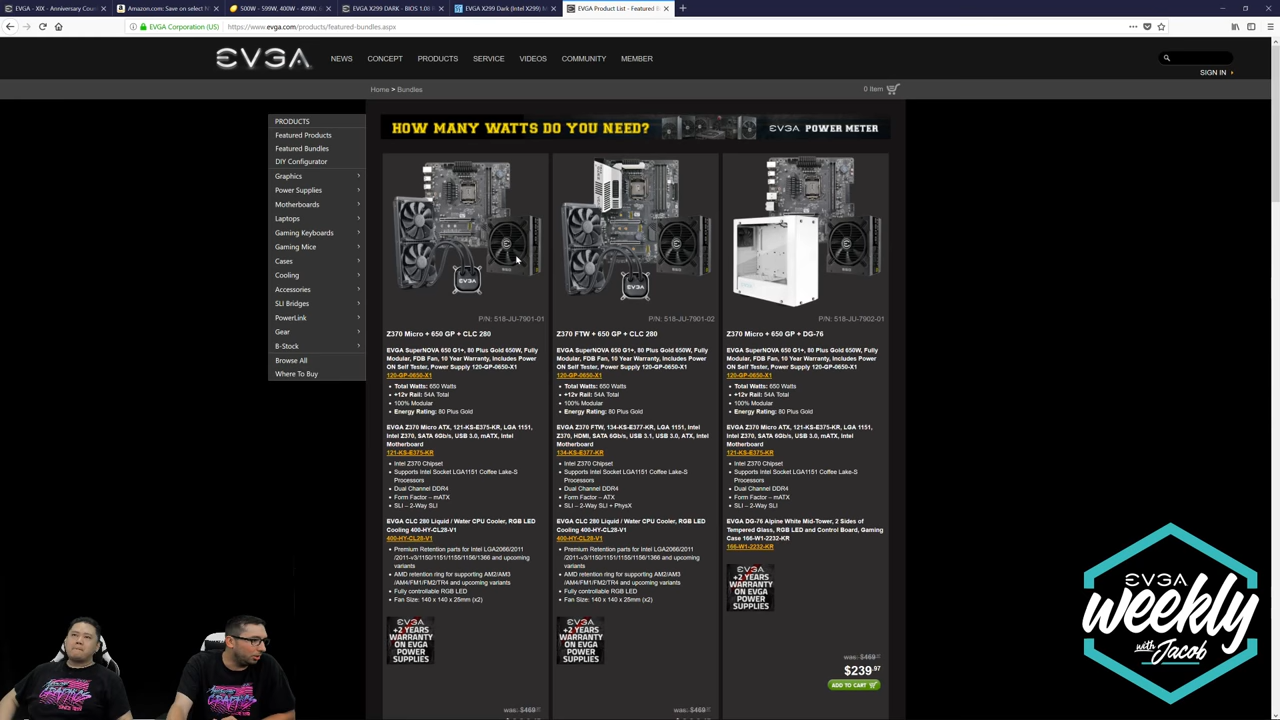 EVGA - XIX - Anniversary Coun
Amazon.com: Save on select M
500W - 599W, 400W - 499W, 6
EVGA X299 DARK - BIOS 1.08 R
EVGA X299 Dark (Intel X299) M
EVGA Product List - Featured B
EVGA Corporation (US)
https://www.evga.com/products/featured-bundles.aspx
EVGA
NEWS CONCEPT PRODUCTS SERVICE VIDEOS COMMUNITY MEMBER
SIGN IN
Home > Bundles
0 Item
PRODUCTS
Featured Products
Featured Bundles
DIY Configurator
Graphics
Power Supplies
Motherboards
Laptops
Gaming Keyboards
Gaming Mice
Cases
Cooling
Accessories
SLI Bridges
PowerLink
Gear
B-Stock
Browse All
Where To Buy
HOW MANY WATTS DO YOU NEED? EVGA POWER METER
P/N: 518-JU-7901-01
Z370 Micro + 650 GP + CLC 280
EVGA SuperNOVA 650 G1+, 80 Plus Gold 650W, Fully
Modular, FDB Fan, 10 Year Warranty, Includes Power
ON Self Tester, Power Supply 120-GP-0650-X1
120-GP-0650-X1
• Total Watts: 650 Watts
• +12v Rail: 54A Total
• 100% Modular
• Energy Rating: 80 Plus Gold
EVGA Z370 Micro ATX, 121-KS-E375-KR, LGA 1151,
Intel Z370, SATA 6Gb/s, USB 3.0, mATX, Intel
Motherboard
121-KS-E375-KR
• Intel Z370 Chipset
• Supports Intel Socket LGA1151 Coffee Lake-S
Processors
• Dual Channel DDR4
• Form Factor – mATX
• SLI – 2-Way SLI
EVGA CLC 280 Liquid / Water CPU Cooler, RGB LED
Cooling 400-HY-CL28-V1
400-HY-CL28-V1
• Premium Retention parts for Intel LGA2066/2011
/2011-v3/1150/1151/1155/1156/1366 and upcoming
variants
• AMD retention ring for supporting AM2/AM3
/AM4/FM1/FM2/TR4 and upcoming variants
• Fully controllable RGB LED
• Fan Size: 140 x 140 x 25mm (x2)
EVGA
+2 YEARS
WARRANTY
ON EVGA
POWER
SUPPLIES
was: $469
P/N: 518-JU-7901-02
Z370 FTW + 650 GP + CLC 280
EVGA SuperNOVA 650 G1+, 80 Plus Gold 650W, Fully
Modular, FDB Fan, 10 Year Warranty, Includes Power
ON Self Tester, Power Supply 120-GP-0650-X1
120-GP-0650-X1
• Total Watts: 650 Watts
• +12v Rail: 54A Total
• 100% Modular
• Energy Rating: 80 Plus Gold
EVGA Z370 FTW, 134-KS-E377-KR, LGA 1151, Intel
Z370, HDMI, SATA 6Gb/s, USB 3.1, USB 3.0, ATX, Intel
Motherboard
134-KS-E377-KR
• Intel Z370 Chipset
• Supports Intel Socket LGA1151 Coffee Lake-S
Processors
• Dual Channel DDR4
• Form Factor – ATX
• SLI – 2-Way SLI + PhysX
EVGA CLC 280 Liquid / Water CPU Cooler, RGB LED
Cooling 400-HY-CL28-V1
400-HY-CL28-V1
• Premium Retention parts for Intel LGA2066/2011
/2011-v3/1150/1151/1155/1156/1366 and upcoming
variants
• AMD retention ring for supporting AM2/AM3
/AM4/FM1/FM2/TR4 and upcoming variants
• Fully controllable RGB LED
• Fan Size: 140 x 140 x 25mm (x2)
EVGA
+2 YEARS
WARRANTY
ON EVGA
POWER
SUPPLIES
was: $469
P/N: 518-JU-7902-01
Z370 Micro + 650 GP + DG-76
EVGA SuperNOVA 650 G1+, 80 Plus Gold 650W, Fully
Modular, FDB Fan, 10 Year Warranty, Includes Power
ON Self Tester, Power Supply 120-GP-0650-X1
120-GP-0650-X1
• Total Watts: 650 Watts
• +12v Rail: 54A Total
• 100% Modular
• Energy Rating: 80 Plus Gold
EVGA Z370 Micro ATX, 121-KS-E375-KR, LGA 1151,
Intel Z370, SATA 6Gb/s, USB 3.0, mATX, Intel
Motherboard
121-KS-E375-KR
• Intel Z370 Chipset
• Supports Intel Socket LGA1151 Coffee Lake-S
Processors
• Dual Channel DDR4
• Form Factor – mATX
• SLI – 2-Way SLI
EVGA DG-76 Alpine White Mid-Tower, 2 Sides of
Tempered Glass, RGB LED and Control Board, Gaming
Case 166-W1-2232-KR
166-W1-2232-KR
+2 YEARS
WARRANTY
ON EVGA
POWER
SUPPLIES
was: $469
$239.97
ADD TO CART
EVGA
weekly
with Jacob